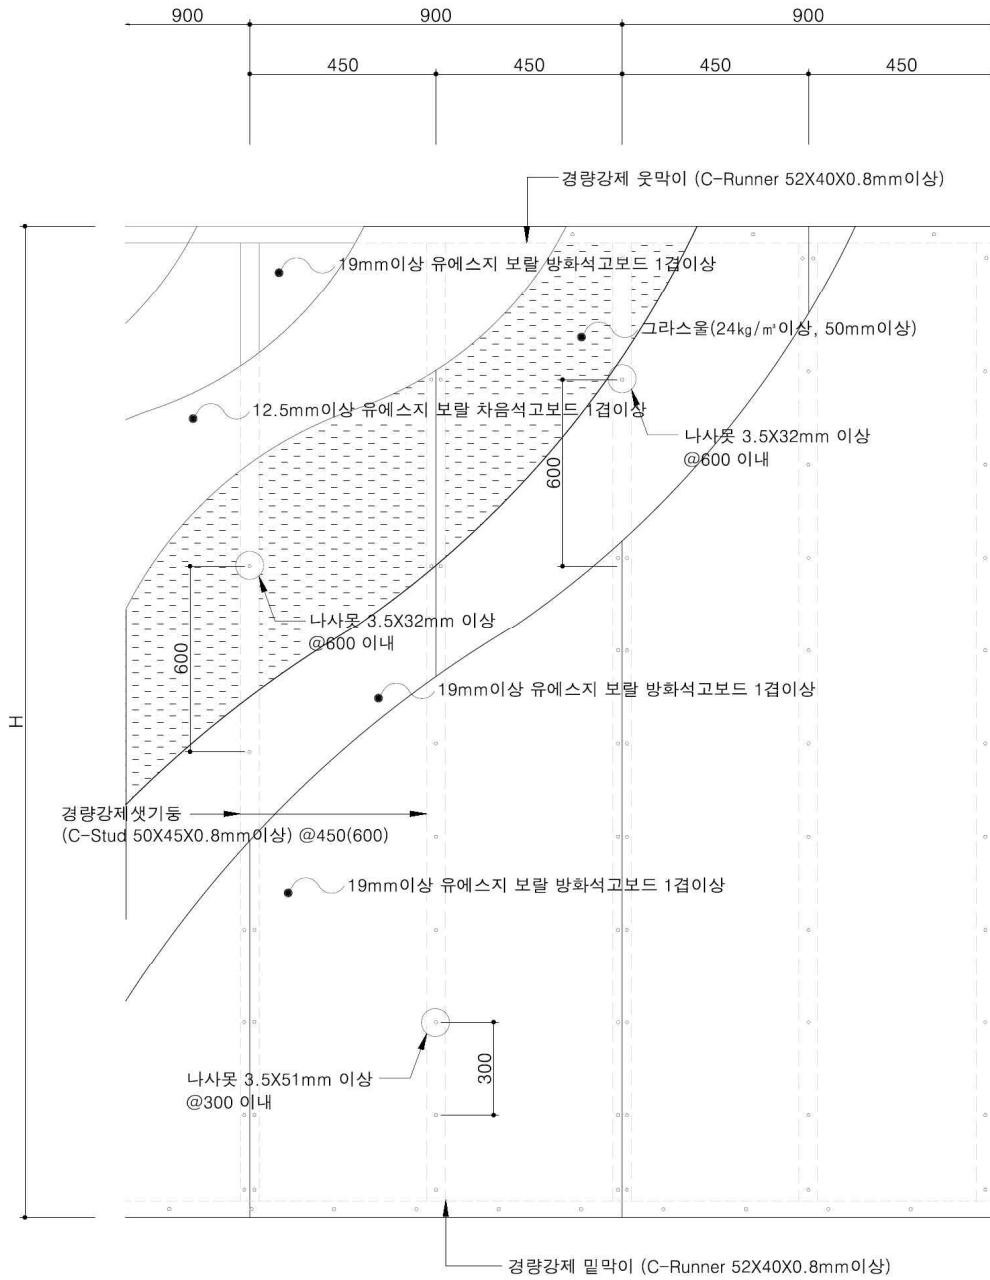 900 900 900
450 450 450 450
경량강제 웃막이 (C-Runner 52X40X0.8mm이상)
19mm이상 유에스지 보랄 방화석고보드 1겹이상
그라스울(24kg/㎥이상, 50mm이상)
12.5mm이상 유에스지 보랄 차음석고보드 1겹이상
나사못 3.5X32mm 이상
@600 이내
600
나사못 3.5X32mm 이상
@600 이내
600
19mm이상 유에스지 보랄 방화석고보드 1겹이상
H
경량강제샛기둥
(C-Stud 50X45X0.8mm이상) @450(600)
19mm이상 유에스지 보랄 방화석고보드 1겹이상
나사못 3.5X51mm 이상
@300 이내
300
경량강제 밑막이 (C-Runner 52X40X0.8mm이상)